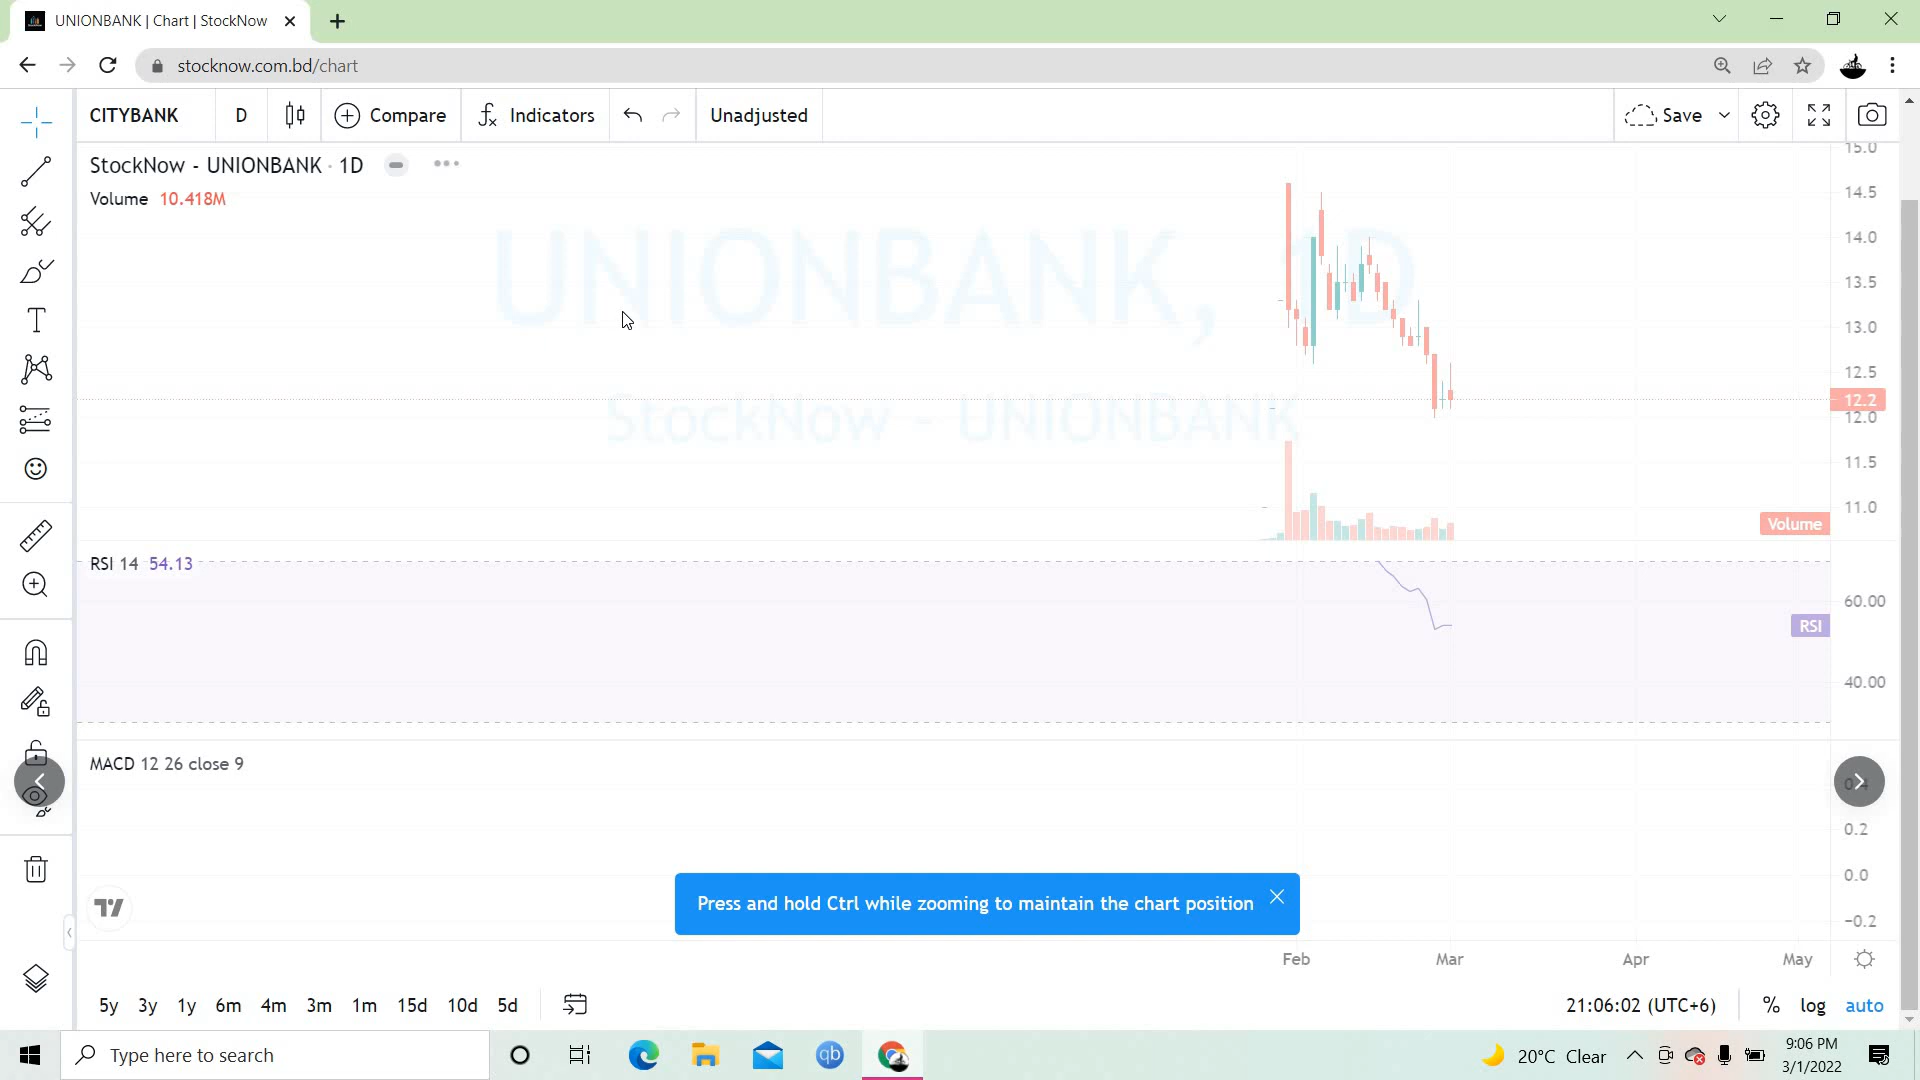 UNIONBANK | Chart | StockNow
stocknow.com.bd/chart
CITYBANK D Compare Indicators Unadjusted Save
StockNow - UNIONBANK · 1D
Volume 10.418M
UNIONBANK, 1D
StockNow - UNIONBANK
15.0
14.5
14.0
13.5
13.0
12.5
12.2
12.0
11.5
11.0
Volume
RSI 14 54.13
60.00
RSI
40.00
MACD 12 26 close 9
0.4
0.2
0.0
-0.2
Press and hold Ctrl while zooming to maintain the chart position
Feb Mar Apr May
5y 3y 1y 6m 4m 3m 1m 15d 10d 5d 21:06:02 (UTC+6) % log auto
Type here to search
qb
20°C Clear
9:06 PM
3/1/2022